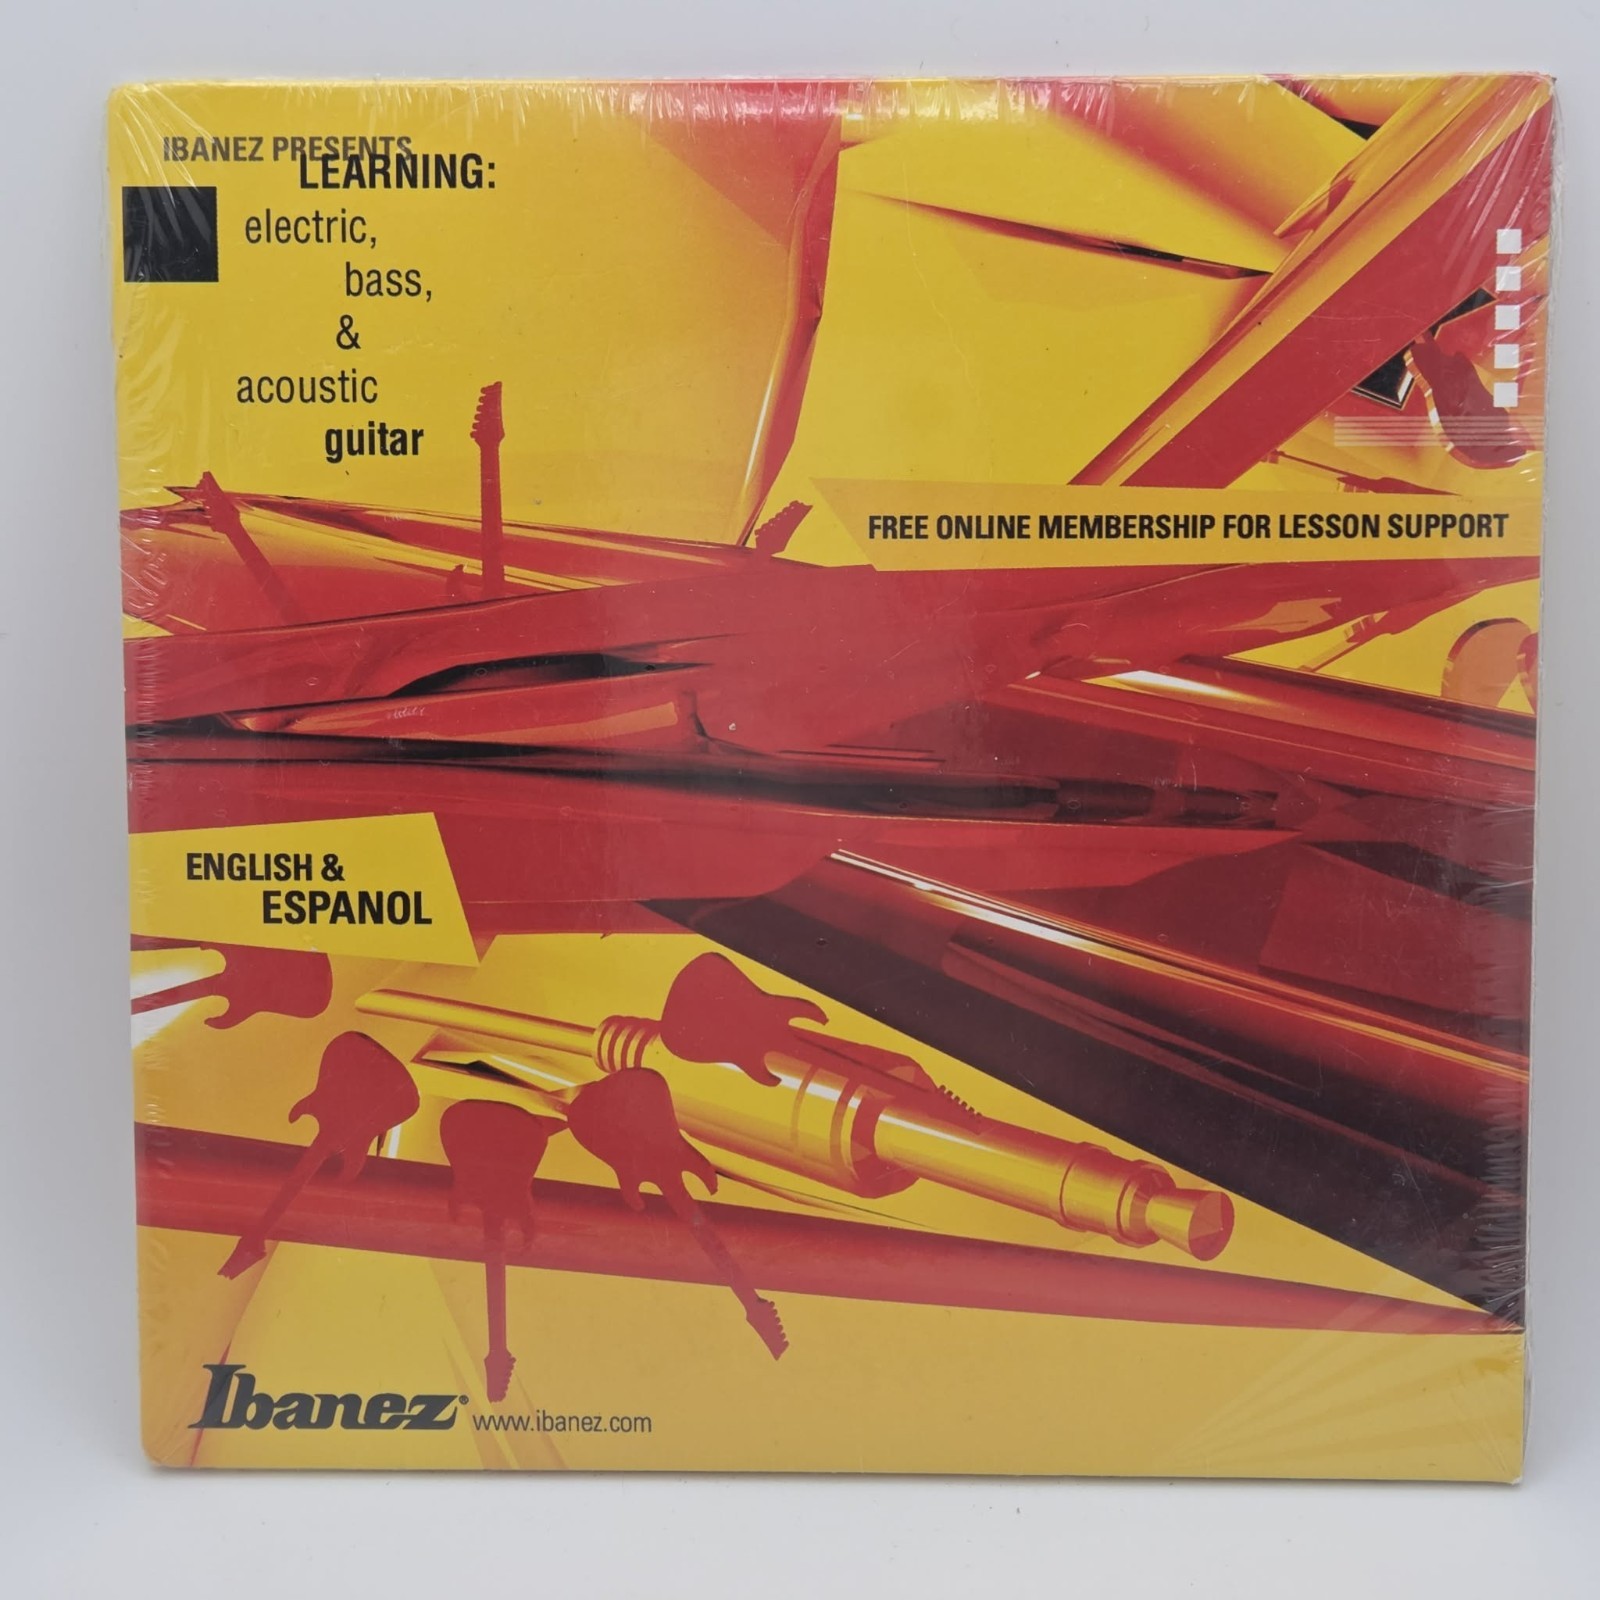 IBANEZ PRESENTS
LEARNING:
electric,
bass,
&
acoustic
guitar
FREE ONLINE MEMBERSHIP FOR LESSON SUPPORT
ENGLISH &
ESPANOL
Ibanez® www.ibanez.com